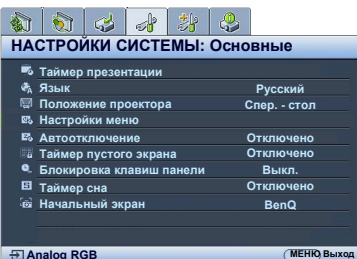 НАСТРОЙКИ СИСТЕМЫ: Основные
Таймер презентации
Язык Русский
Положение проектора Спер. - стол
Настройки меню
Автоотключение Отключено
Таймер пустого экрана Отключено
Блокировка клавиш панели Выкл.
Таймер сна Отключено
Начальный экран BenQ
Analog RGB МЕНЮ Выход